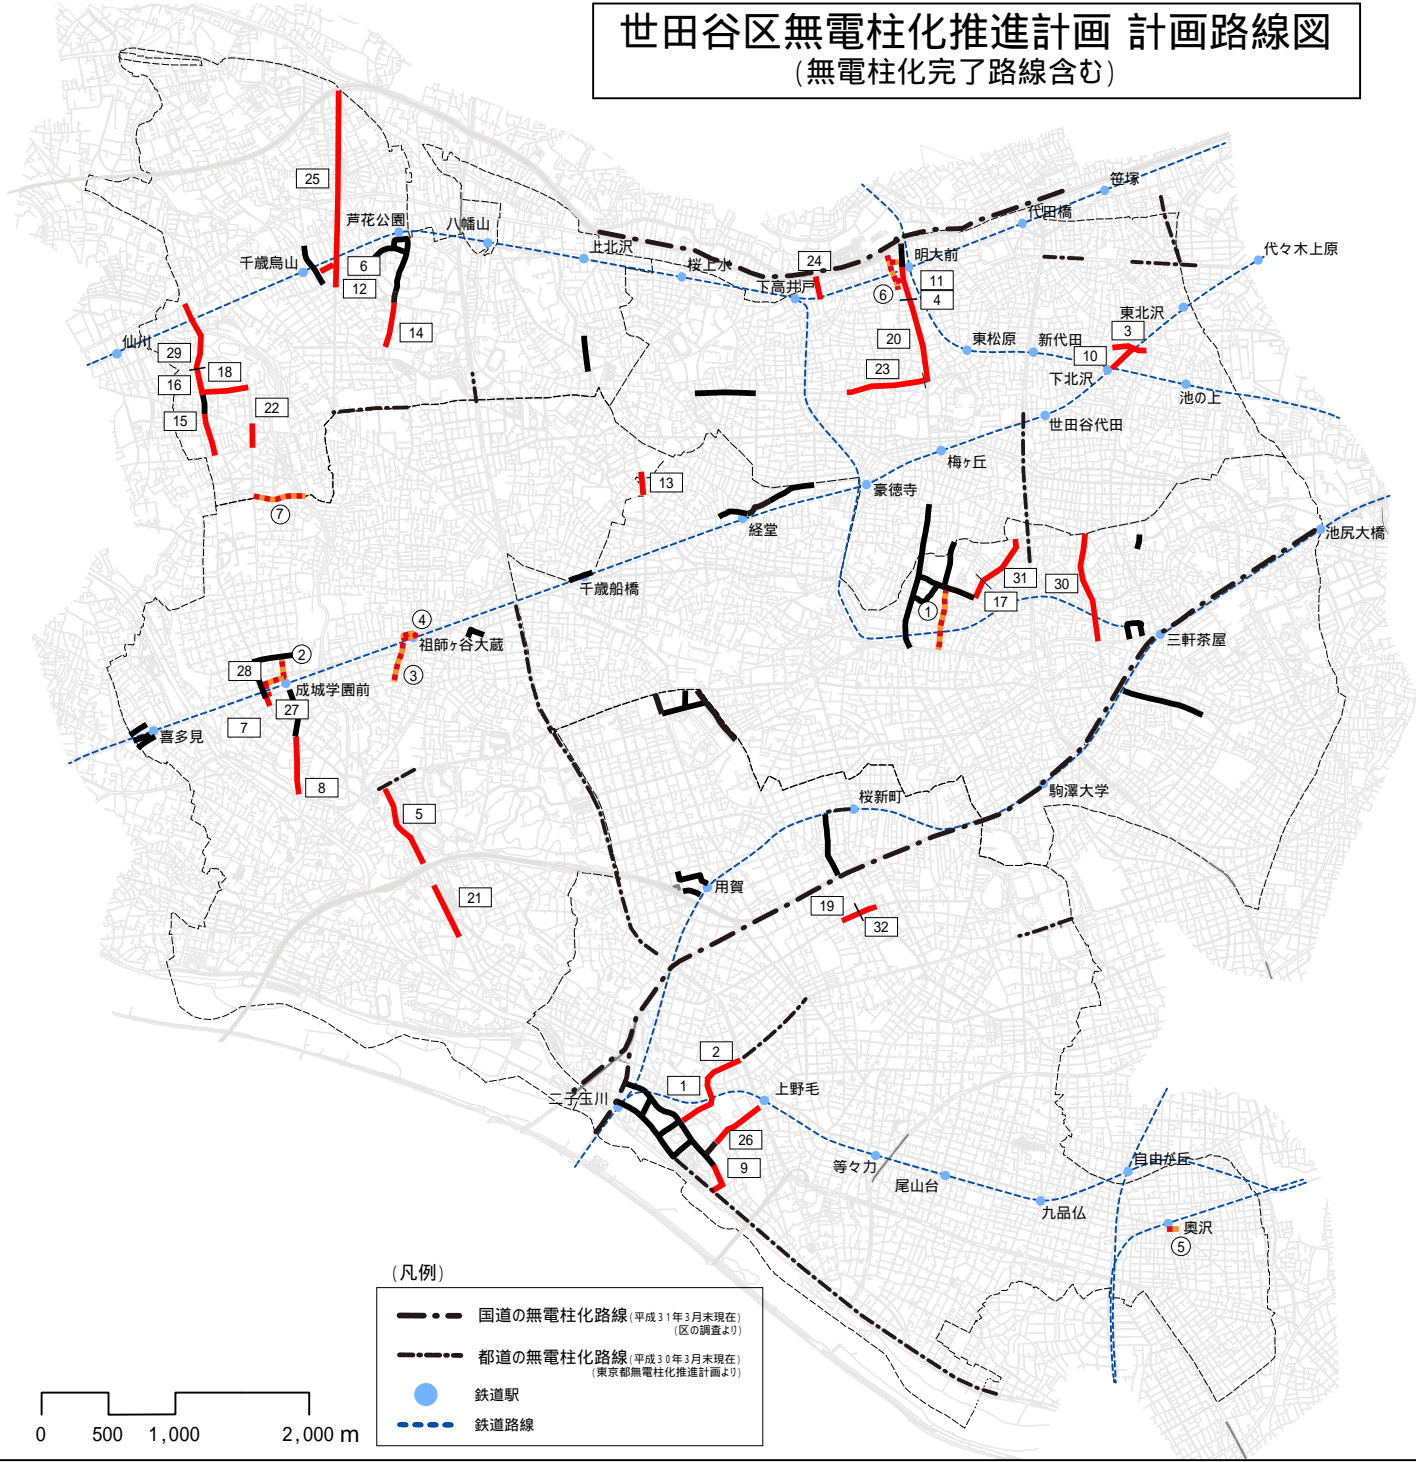 世田谷区無電柱化推進計画 計画路線図
(無電柱化完了路線含む)
25
笹塚
芦花公園
八幡山
代田橋
上北沢
明大前
代々木上原
千歳烏山
6
24
桜上水
12
下高井戸
11
⑥
4
東北沢
仙川
14
20
東松原
新代田
3
29
10
18
23
下北沢
16
池の上
22
15
世田谷代田
梅ヶ丘
13
豪徳寺
⑦
経堂
池尻大橋
千歳船橋
31
30
17
①
④
祖師ヶ谷大蔵
三軒茶屋
②
28
③
成城学園前
27
7
喜多見
8
桜新町
駒澤大学
5
用賀
21
19
32
2
1
上野毛
二子玉川
26
9
等々力
自由が丘
尾山台
九品仏
奥沢
⑤
(凡例)
国道の無電柱化路線(平成31年3月末現在)
(区の調査より)
都道の無電柱化路線(平成30年3月末現在)
(東京都無電柱化推進計画より)
鉄道駅
鉄道路線
0 500 1,000 2,000 m